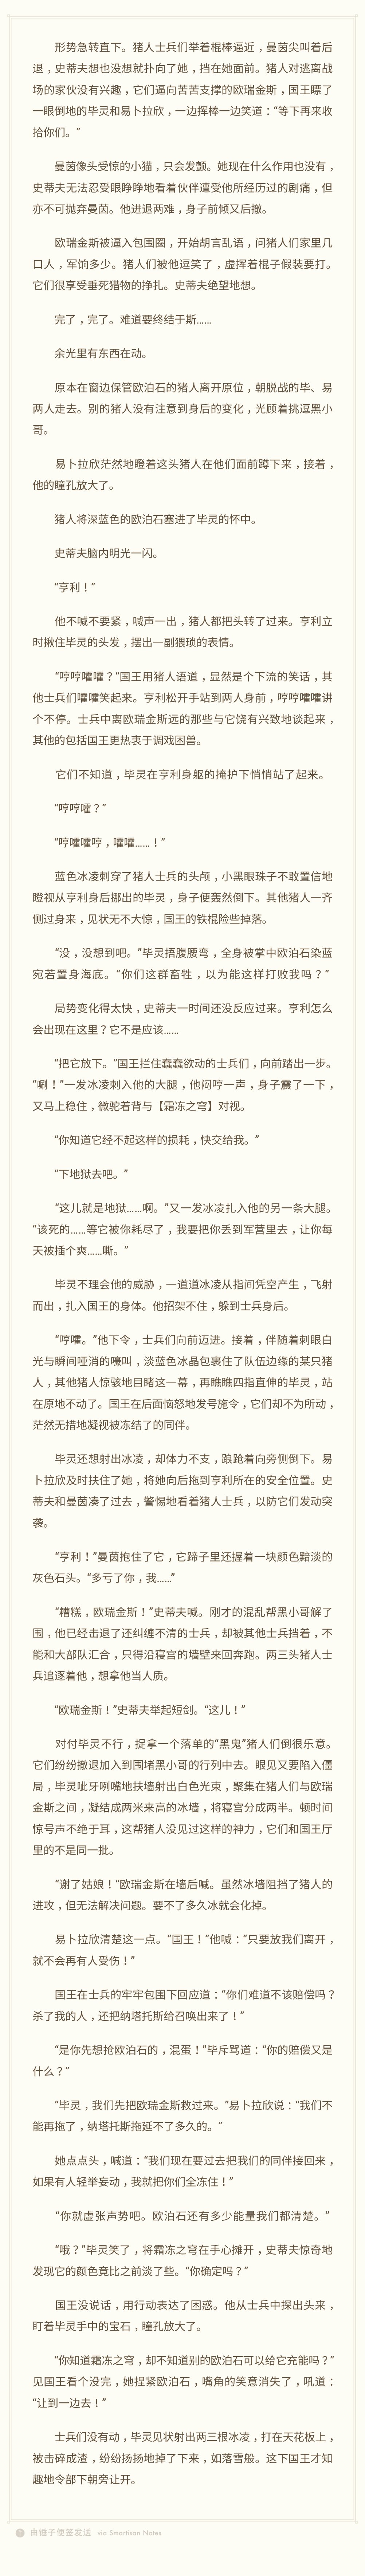 形势急转直下。猪人士兵们举着棍棒逼近，曼茵尖叫着后
退，史蒂夫想也没想就扑向了她，挡在她面前。猪人对逃离战
场的家伙没有兴趣，它们逼向苦苦支撑的欧瑞金斯，国王瞟了
一眼倒地的毕灵和易卜拉欣，一边挥棒一边笑道：“等下再来收
拾你们。”
曼茵像头受惊的小猫，只会发颤。她现在什么作用也没有，
史蒂夫无法忍受眼睁睁地看着伙伴遭受他所经历过的剧痛，但
亦不可抛弃曼茵。他进退两难，身子前倾又后撤。
欧瑞金斯被逼入包围圈，开始胡言乱语，问猪人们家里几
口人，军饷多少。猪人们被他逗笑了，虚挥着棍子假装要打。
它们很享受垂死猎物的挣扎。史蒂夫绝望地想。
完了，完了。难道要终结于斯……
余光里有东西在动。
原本在窗边保管欧泊石的猪人离开原位，朝脱战的毕、易
两人走去。别的猪人没有注意到身后的变化，光顾着挑逗黑小
哥。
易卜拉欣茫然地瞪着这头猪人在他们面前蹲下来，接着，
他的瞳孔放大了。
猪人将深蓝色的欧泊石塞进了毕灵的怀中。
史蒂夫脑内明光一闪。
“亨利！”
他不喊不要紧，喊声一出，猪人都把头转了过来。亨利立
时揪住毕灵的头发，摆出一副猥琐的表情。
“哼哼嚯嚯？”国王用猪人语道，显然是个下流的笑话，其
他士兵们嚯嚯笑起来。亨利松开手站到两人身前，哼哼嚯嚯讲
个不停。士兵中离欧瑞金斯远的那些与它饶有兴致地谈起来，
其他的包括国王更热衷于调戏困兽。
它们不知道，毕灵在亨利身躯的掩护下悄悄站了起来。
“哼哼嚯？”
“哼嚯嚯哼，嚯嚯……！”
蓝色冰凌刺穿了猪人士兵的头颅，小黑眼珠子不敢置信地
瞪视从亨利身后挪出的毕灵，身子便轰然倒下。其他猪人一齐
侧过身来，见状无不大惊，国王的铁棍险些掉落。
“没，没想到吧。”毕灵捂腹腰弯，全身被掌中欧泊石染蓝
宛若置身海底。“你们这群畜牲，以为能这样打败我吗？”
局势变化得太快，史蒂夫一时间还没反应过来。亨利怎么
会出现在这里？它不是应该……
“把它放下。”国王拦住蠢蠢欲动的士兵们，向前踏出一步。
“唰！”一发冰凌刺入他的大腿，他闷哼一声，身子震了一下，
又马上稳住，微驼着背与【霜冻之穹】对视。
“你知道它经不起这样的损耗，快交给我。”
“下地狱去吧。”
“这儿就是地狱……啊。”又一发冰凌扎入他的另一条大腿。
“该死的……等它被你耗尽了，我要把你丢到军营里去，让你每
天被插个爽……嘶。”
毕灵不理会他的威胁，一道道冰凌从指间凭空产生，飞射
而出，扎入国王的身体。他招架不住，躲到士兵身后。
“哼嚯。”他下令，士兵们向前迈进。接着，伴随着刺眼白
光与瞬间哑消的嚎叫，淡蓝色冰晶包裹住了队伍边缘的某只猪
人，其他猪人惊骇地目睹这一幕，再瞧瞧四指直伸的毕灵，站
在原地不动了。国王在后面恼怒地发号施令，它们却不为所动，
茫然无措地凝视被冻结了的同伴。
毕灵还想射出冰凌，却体力不支，踉跄着向旁侧倒下。易
卜拉欣及时扶住了她，将她向后拖到亨利所在的安全位置。史
蒂夫和曼茵凑了过去，警惕地看着猪人士兵，以防它们发动突
袭。
“亨利！”曼茵抱住了它，它蹄子里还握着一块颜色黯淡的
灰色石头。“多亏了你，我……”
“糟糕，欧瑞金斯！”史蒂夫喊。刚才的混乱帮黑小哥解了
围，他已经击退了还纠缠不清的士兵，却被其他士兵挡着，不
能和大部队汇合，只得沿寝宫的墙壁来回奔跑。两三头猪人士
兵追逐着他，想拿他当人质。
“欧瑞金斯！”史蒂夫举起短剑。“这儿！”
对付毕灵不行，捉拿一个落单的“黑鬼”猪人们倒很乐意。
它们纷纷撤退加入到围堵黑小哥的行列中去。眼见又要陷入僵
局，毕灵呲牙咧嘴地扶墙射出白色光束，聚集在猪人们与欧瑞
金斯之间，凝结成两米来高的冰墙，将寝宫分成两半。顿时间
惊号声不绝于耳，这帮猪人没见过这样的神力，它们和国王厅
里的不是同一批。
“谢了姑娘！”欧瑞金斯在墙后喊。虽然冰墙阻挡了猪人的
进攻，但无法解决问题。要不了多久冰就会化掉。
易卜拉欣清楚这一点。“国王！”他喊：“只要放我们离开，
就不会再有人受伤！”
国王在士兵的牢牢包围下回应道：“你们难道不该赔偿吗？
杀了我的人，还把纳塔托斯给召唤出来了！”
“是你先想抢欧泊石的，混蛋！”毕斥骂道：“你的赔偿又是
什么？”
“毕灵，我们先把欧瑞金斯救过来。”易卜拉欣说：“我们不
能再拖了，纳塔托斯拖延不了多久的。”
她点点头，喊道：“我们现在要过去把我们的同伴接回来，
如果有人轻举妄动，我就把你们全冻住！”
“你就虚张声势吧。欧泊石还有多少能量我们都清楚。”
“哦？”毕灵笑了，将霜冻之穹在手心摊开，史蒂夫惊奇地
发现它的颜色竟比之前淡了些。“你确定吗？”
国王没说话，用行动表达了困惑。他从士兵中探出头来，
盯着毕灵手中的宝石，瞳孔放大了。
“你知道霜冻之穹，却不知道别的欧泊石可以给它充能吗？”
见国王看个没完，她捏紧欧泊石，嘴角的笑意消失了，吼道：
“让到一边去！”
士兵们没有动，毕灵见状射出两三根冰凌，打在天花板上，
被击碎成渣，纷纷扬扬地掉了下来，如落雪般。这下国王才知
趣地令部下朝旁让开。
由锤子便签发送 via Smartisan Notes